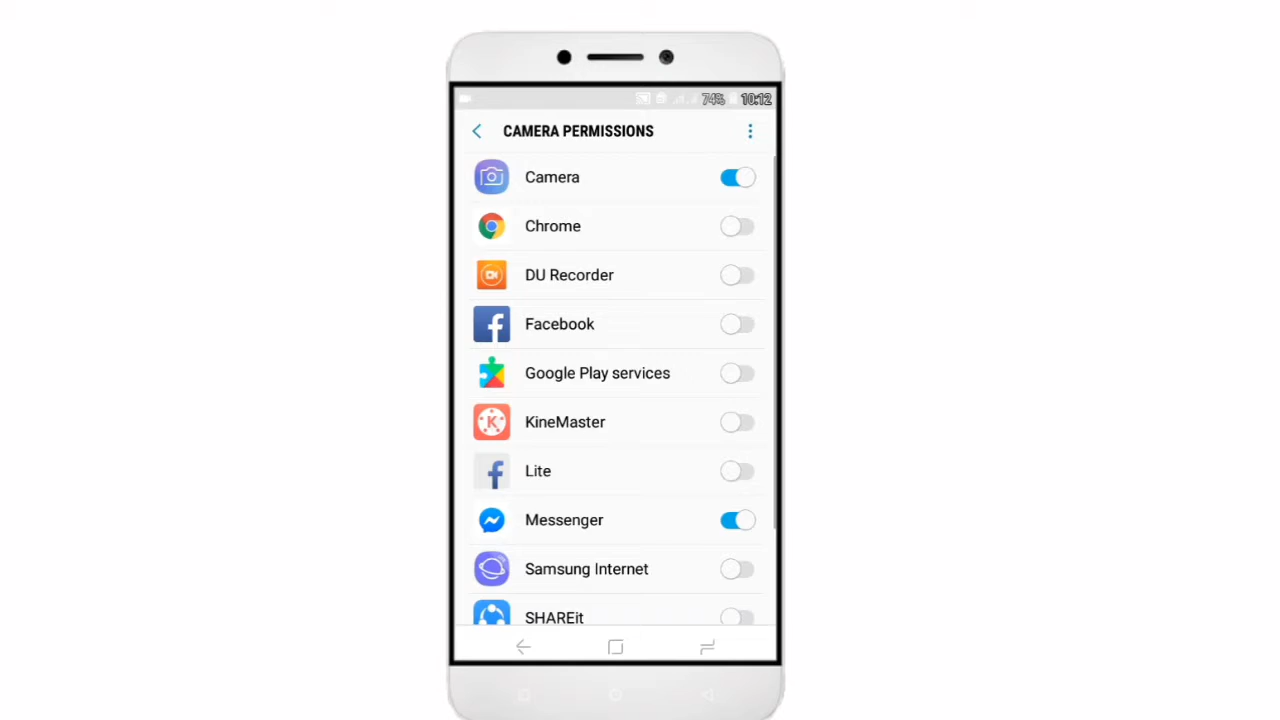 74% 10:12
CAMERA PERMISSIONS
Camera
Chrome
DU Recorder
Facebook
Google Play services
KineMaster
Lite
Messenger
Samsung Internet
SHAREit